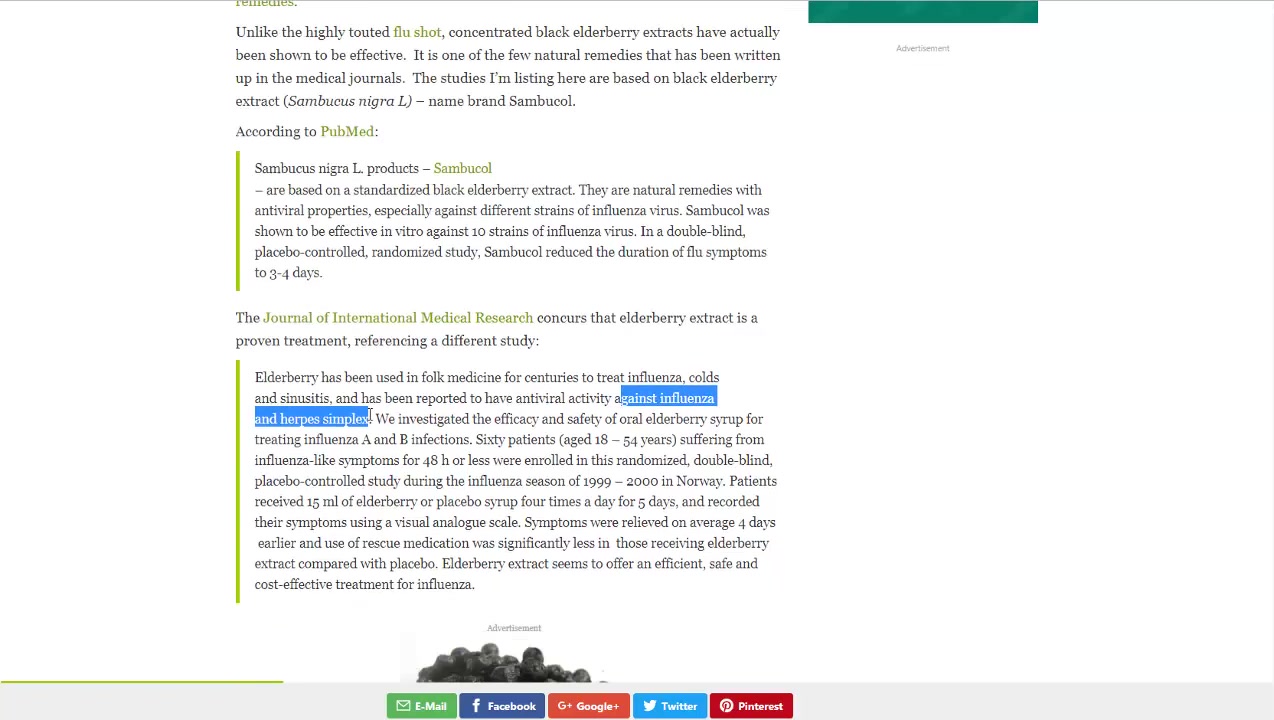 remedies.
Unlike the highly touted flu shot, concentrated black elderberry extracts have actually
been shown to be effective.  It is one of the few natural remedies that has been written
up in the medical journals.  The studies I'm listing here are based on black elderberry
extract (Sambucus nigra L) – name brand Sambucol.
According to PubMed:
Sambucus nigra L. products – Sambucol
– are based on a standardized black elderberry extract. They are natural remedies with
antiviral properties, especially against different strains of influenza virus. Sambucol was
shown to be effective in vitro against 10 strains of influenza virus. In a double-blind,
placebo-controlled, randomized study, Sambucol reduced the duration of flu symptoms
to 3-4 days.
The Journal of International Medical Research concurs that elderberry extract is a
proven treatment, referencing a different study:
Elderberry has been used in folk medicine for centuries to treat influenza, colds
and sinusitis, and has been reported to have antiviral activity against influenza
and herpes simplex. We investigated the efficacy and safety of oral elderberry syrup for
treating influenza A and B infections. Sixty patients (aged 18 – 54 years) suffering from
influenza-like symptoms for 48 h or less were enrolled in this randomized, double-blind,
placebo-controlled study during the influenza season of 1999 – 2000 in Norway. Patients
received 15 ml of elderberry or placebo syrup four times a day for 5 days, and recorded
their symptoms using a visual analogue scale. Symptoms were relieved on average 4 days
earlier and use of rescue medication was significantly less in  those receiving elderberry
extract compared with placebo. Elderberry extract seems to offer an efficient, safe and
cost-effective treatment for influenza.
Advertisement
Advertisement
E-Mail
Facebook
G+ Google+
Twitter
Pinterest